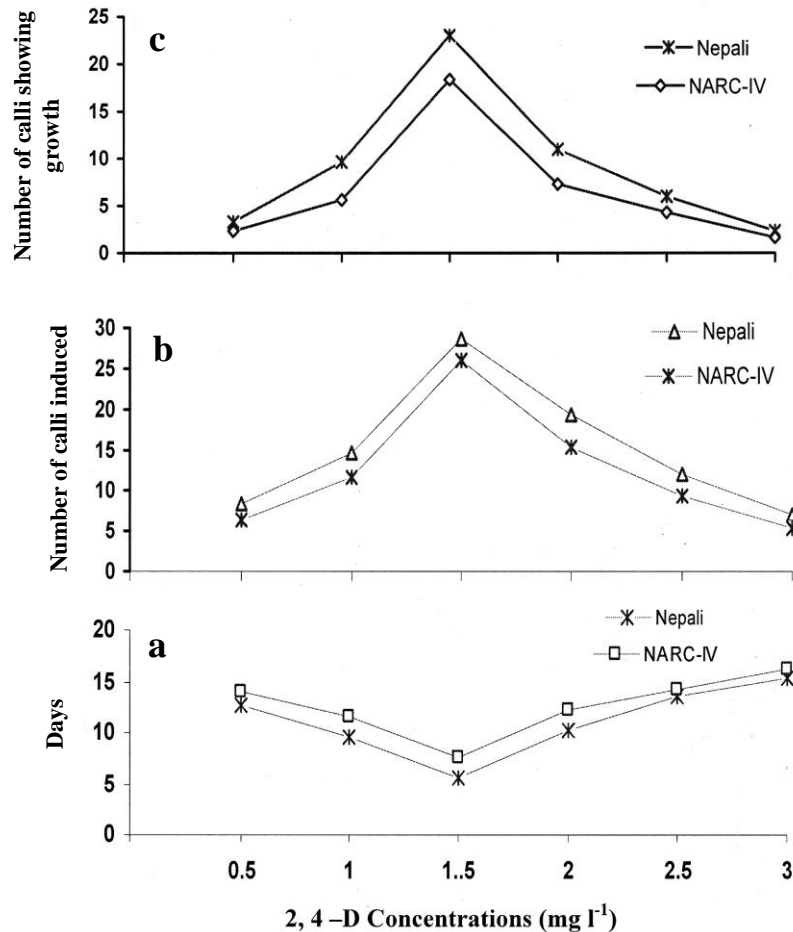 c
Number of calli showing
growth
25
20
15
10
5
0
Nepali
NARC-IV
b
Number of calli induced
30
25
20
15
10
5
0
Nepali
NARC-IV
a
Days
20
15
10
5
0
Nepali
NARC-IV
0.5 1 1..5 2 2.5 3
2, 4 –D Concentrations (mg l⁻¹)